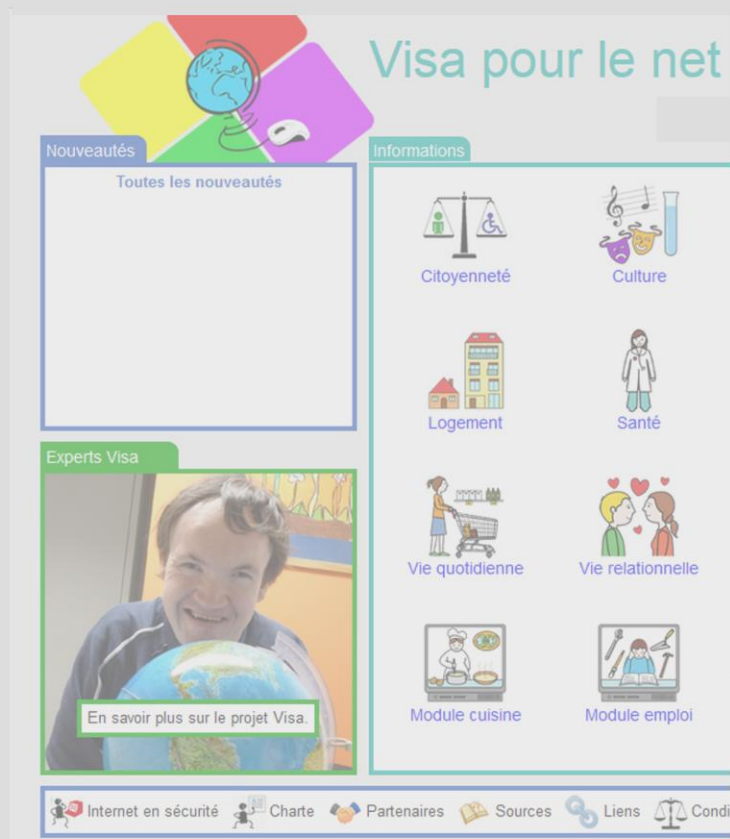 Visa pour le net
Nouveautés
Toutes les nouveautés
Informations
Citoyenneté
Culture
Logement
Santé
Vie quotidienne
Vie relationnelle
Module cuisine
Module emploi
Experts Visa
En savoir plus sur le projet Visa.
Internet en sécurité
Charte
Partenaires
Sources
Liens
Condi